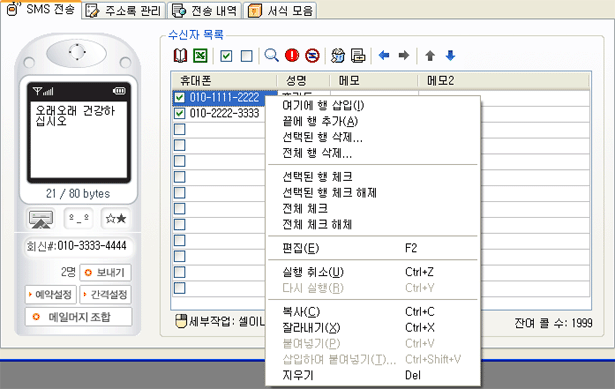 SMS 전송
주소록 관리
전송 내역
서식 모음
수신자 목록
휴대폰 성명 메모 메모2
010-1111-2222
010-2222-3333
오래오래 건강하
십시오
21 / 80 bytes
회신#:010-3333-4444
2명 보내기
예약설정 간격설정
메일머지 조합
여기에 행 삽입(I)
끝에 행 추가(A)
선택된 행 삭제...
전체 행 삭제...
선택된 행 체크
선택된 행 체크 해제
전체 체크
전체 체크 해체
편집(E) F2
실행 취소(U) Ctrl+Z
다시 실행(R) Ctrl+Y
복사(C) Ctrl+C
잘라내기(X) Ctrl+X
붙여넣기(P) Ctrl+V
삽입하여 붙여넣기(T)... Ctrl+Shift+V
지우기 Del
세부작업: 셀이나
잔여 콜 수: 1999